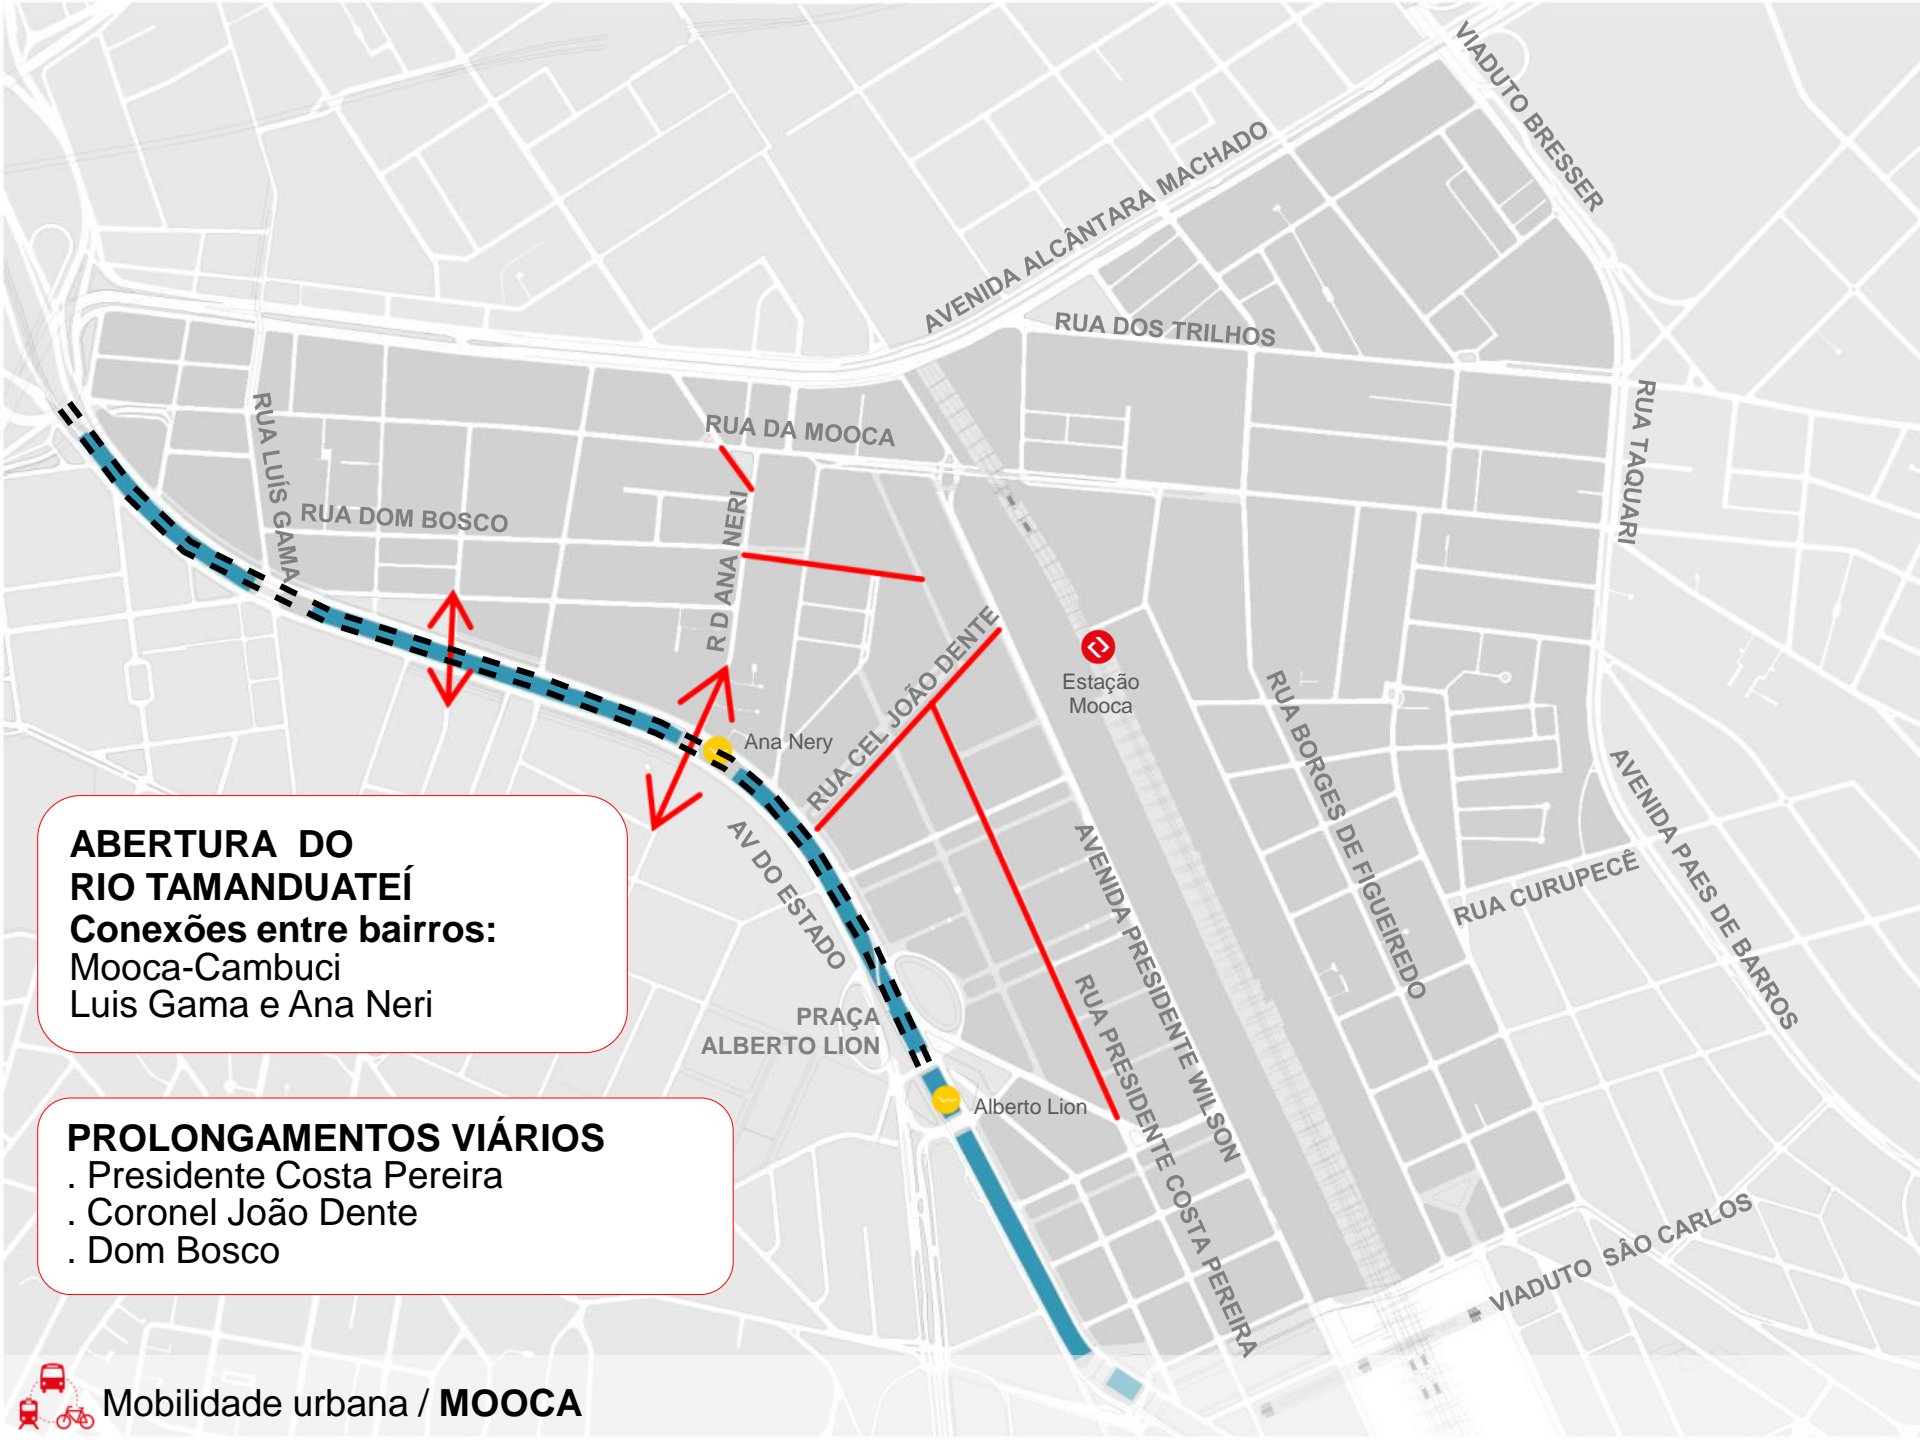 VIADUTO BRESSER
AVENIDA ALCÂNTARA MACHADO
RUA DOS TRILHOS
RUA TAQUARI
RUA LUÍS GAMA
RUA DA MOOCA
RUA DOM BOSCO
R D ANA NERI
RUA CEL JOÃO DENTE
Estação
Mooca
Ana Nery
RUA BORGES DE FIGUEIREDO
AVENIDA PAES DE BARROS
RUA CURUPECÊ
AV DO ESTADO
AVENIDA PRESIDENTE WILSON
RUA PRESIDENTE COSTA PEREIRA
PRAÇA
ALBERTO LION
Alberto Lion
VIADUTO SÂO CARLOS
ABERTURA DO
RIO TAMANDUATEÍ
Conexões entre bairros:
Mooca-Cambuci
Luis Gama e Ana Neri
PROLONGAMENTOS VIÁRIOS
. Presidente Costa Pereira
. Coronel João Dente
. Dom Bosco
Mobilidade urbana / MOOCA